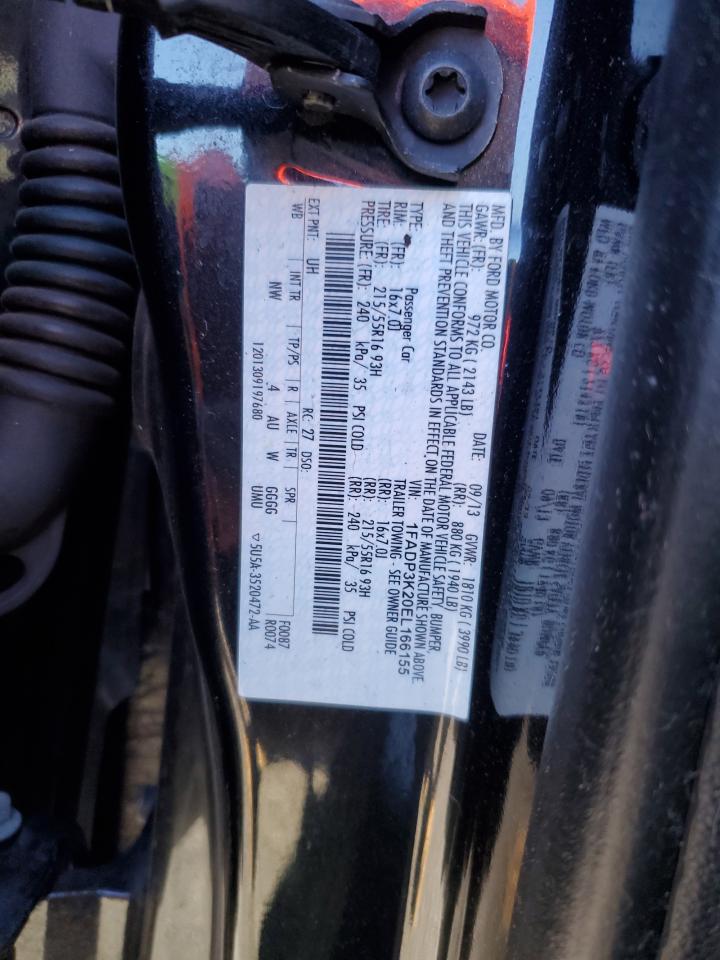 MFD. BY FORD MOTOR CO.
DATE: 09/13 GVWR: 1810 KG ( 3990 LB)
GAWR: (FR): 972 KG ( 2143 LB) (RR): 880 KG ( 1940 LB)
THIS VEHICLE CONFORMS TO ALL APPLICABLE FEDERAL MOTOR VEHICLE SAFETY, BUMPER
AND THEFT PREVENTION STANDARDS IN EFFECT ON THE DATE OF MANUFACTURE SHOWN ABOVE.
VIN: 1FADP3K20EL166155
TYPE: Passenger Car TRAILER TOWING - SEE OWNER GUIDE
RIM: (FR): 16x7.0J (RR): 16x7.0J
TIRE: (FR): 215/55R16 93H (RR): 215/55R16 93H
PRESSURE (FR): 240 kPa/ 35 PSI COLD (RR): 240 kPa/ 35 PSI COLD
EXT PNT: UH RC: 27 DSO: F0087
WB INT TR TP/PS R AXLE TR SPR R0074
NW .4 AU W GGGG UMU
1201309197680 ▽5U5A-3520472-AA